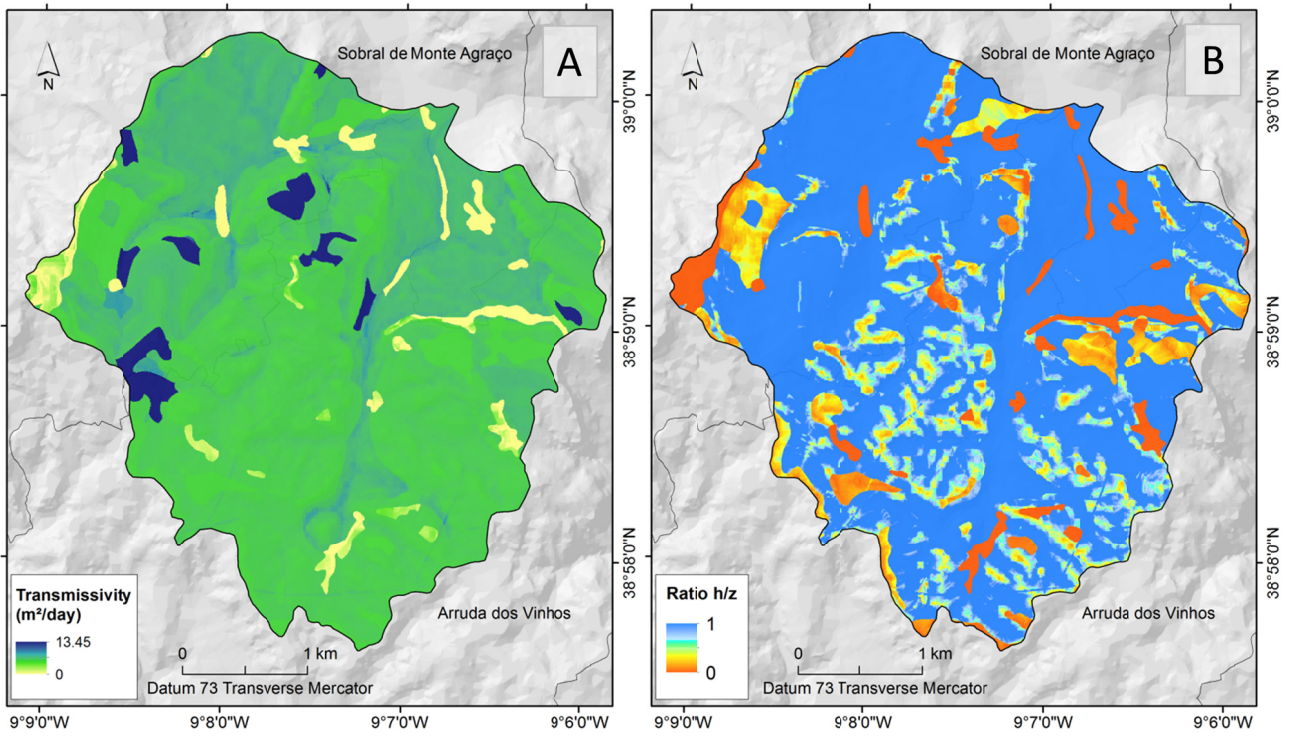 Sobral de Monte Agraço
A
N
39°0'0"N
38°59'0"N
38°58'0"N
Transmissivity
(m²/day)
13.45
0
Arruda dos Vinhos
0
1 km
Datum 73 Transverse Mercator
9°9'0"W
9°8'0"W
9°7'0"W
9°6'0"W
Sobral de Monte Agraço
B
N
39°0'0"N
38°59'0"N
38°58'0"N
Ratio h/z
1
0
Arruda dos Vinhos
0
1 km
Datum 73 Transverse Mercator
9°9'0"W
9°8'0"W
9°7'0"W
9°6'0"W